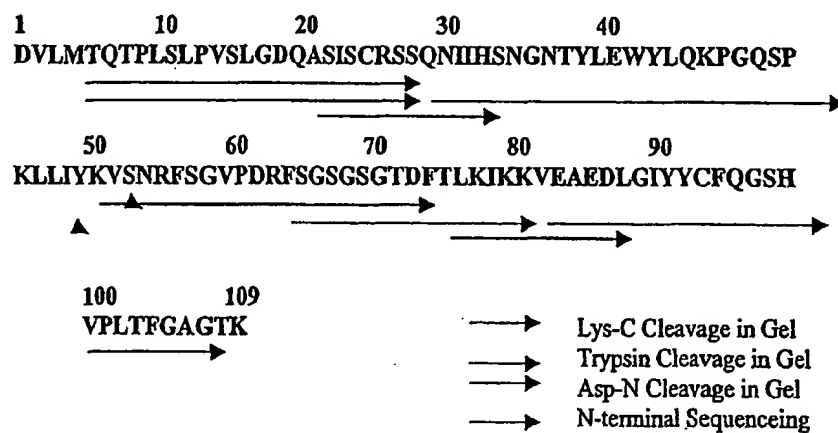 1 10 20 30 40
DVLMTQTPLSLPVSLGDQASISCRSSQNIIHSNGNTYLEWYLQKPGQSP
50 60 70 80 90
KLLIYKVSNRFSGVPDRFSGSGSGTDFTLKIKKVEAEDLGIYYCFQGSH
100 109
VPLTFGAGTK
Lys-C Cleavage in Gel
Trypsin Cleavage in Gel
Asp-N Cleavage in Gel
N-terminal Sequenceing